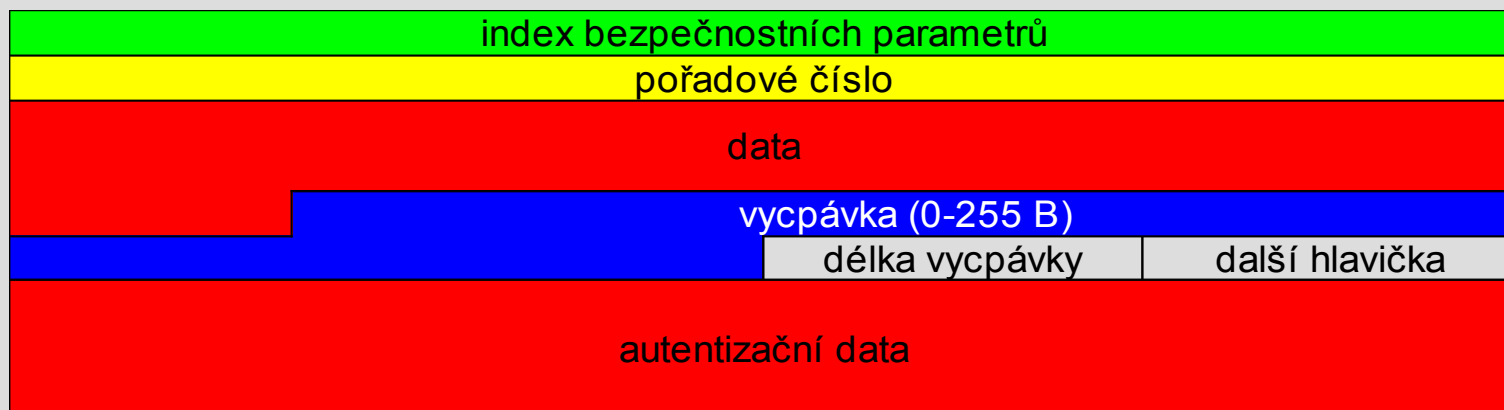 index bezpečnostních parametrů
pořadové číslo
data
vycpávka (0-255 B)
délka vycpávky
další hlavička
autentizační data